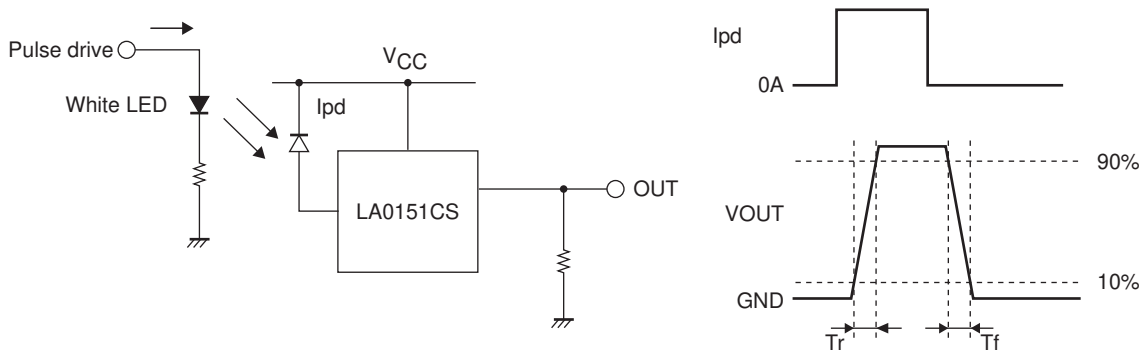 Pulse drive
White LED
VCC
Ipd
LA0151CS
OUT
Ipd
0A
90%
VOUT
10%
GND
Tr
Tf